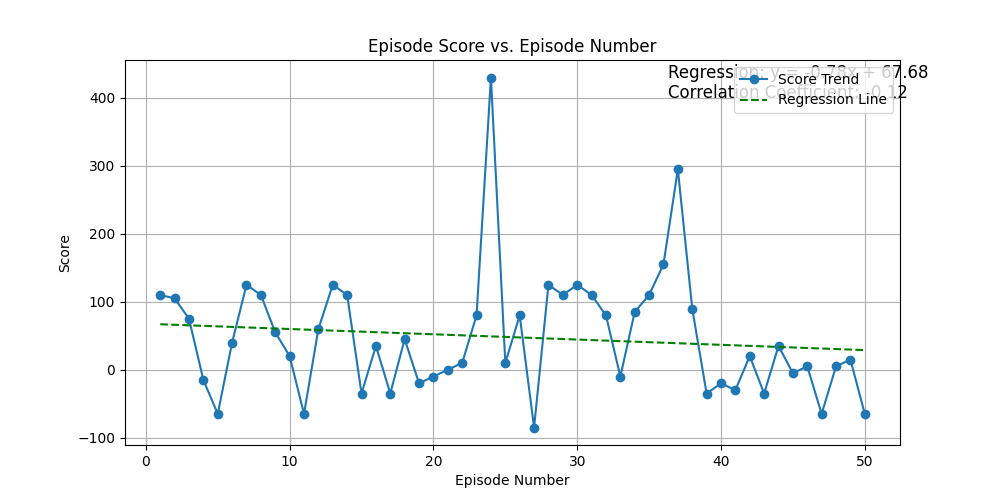 Episode Score vs. Episode Number
Regression: y = -0.78x + 67.68
Correlation Coefficient: -0.12
Score Trend
Regression Line
400
300
200
100
0
−100
Score
0
10
20
30
40
50
Episode Number